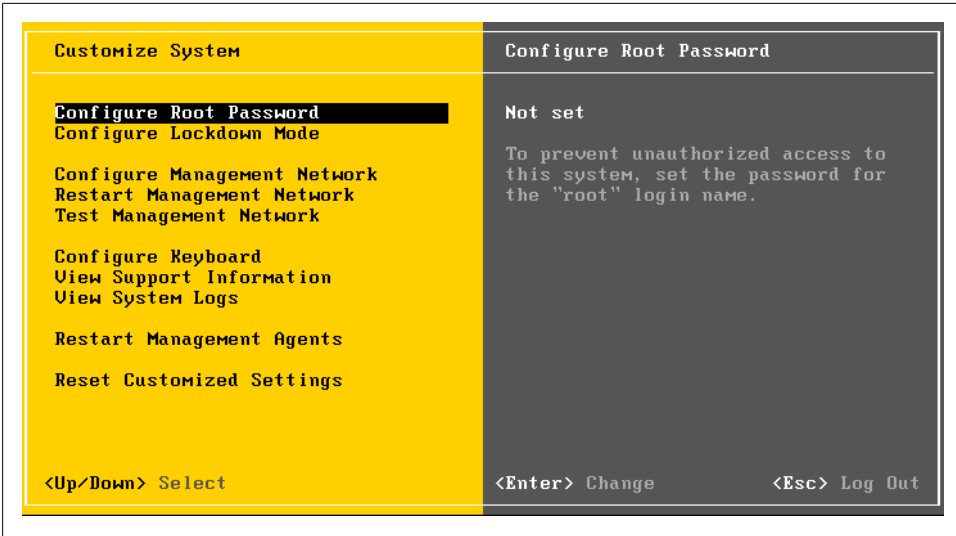 Customize System
Configure Root Password
Configure Lockdown Mode
Configure Management Network
Restart Management Network
Test Management Network
Configure Keyboard
View Support Information
View System Logs
Restart Management Agents
Reset Customized Settings
<Up/Down> Select
Configure Root Password
Not set
To prevent unauthorized access to
this system, set the password for
the "root" login name.
<Enter> Change <Esc> Log Out